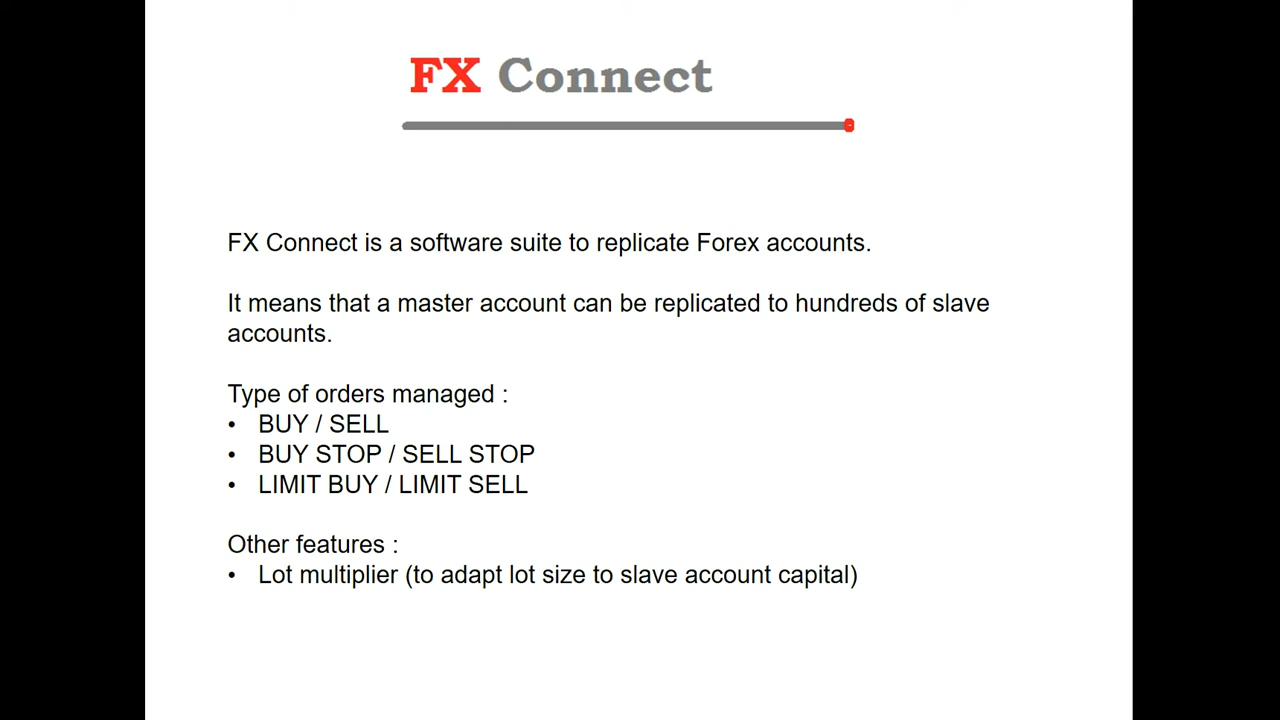 FX Connect
FX Connect is a software suite to replicate Forex accounts.
It means that a master account can be replicated to hundreds of slave
accounts.
Type of orders managed :
• BUY / SELL
• BUY STOP / SELL STOP
• LIMIT BUY / LIMIT SELL
Other features :
• Lot multiplier (to adapt lot size to slave account capital)